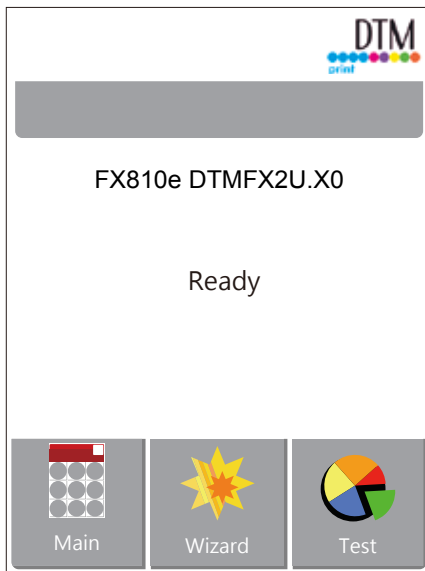 DTM
print
FX810e DTMFX2U.X0
Ready
Main
Wizard
Test